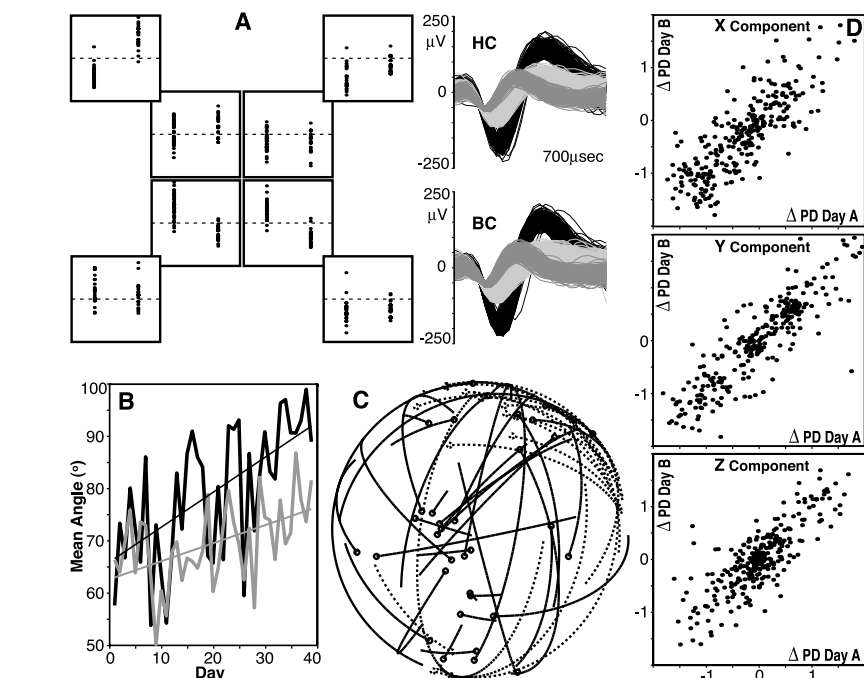 A
250
μV
HC
0
-250
700μsec
250
μV
BC
0
-250
B
100
90
80
70
60
50
Mean Angle (º)
0
10
20
30
40
Day
C
D
X Component
Δ PD Day B
1
0
-1
Δ PD Day A
Y Component
Δ PD Day B
1
0
-1
Δ PD Day A
Z Component
Δ PD Day B
1
0
-1
Δ PD Day A
-1
0
1